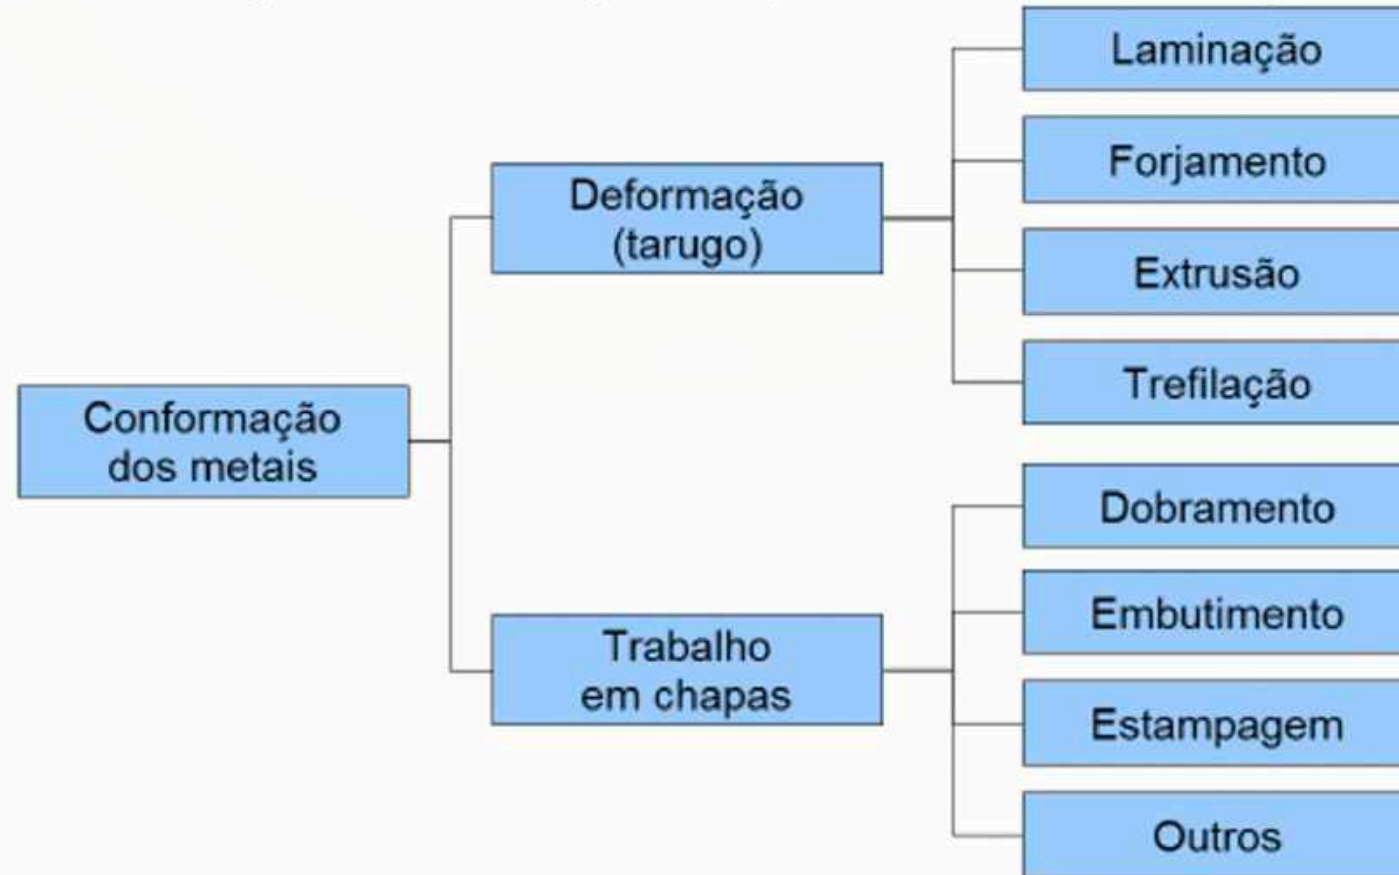 Conformação
dos metais
Deformação
(tarugo)
Laminação
Forjamento
Extrusão
Trefilação
Trabalho
em chapas
Dobramento
Embutimento
Estampagem
Outros